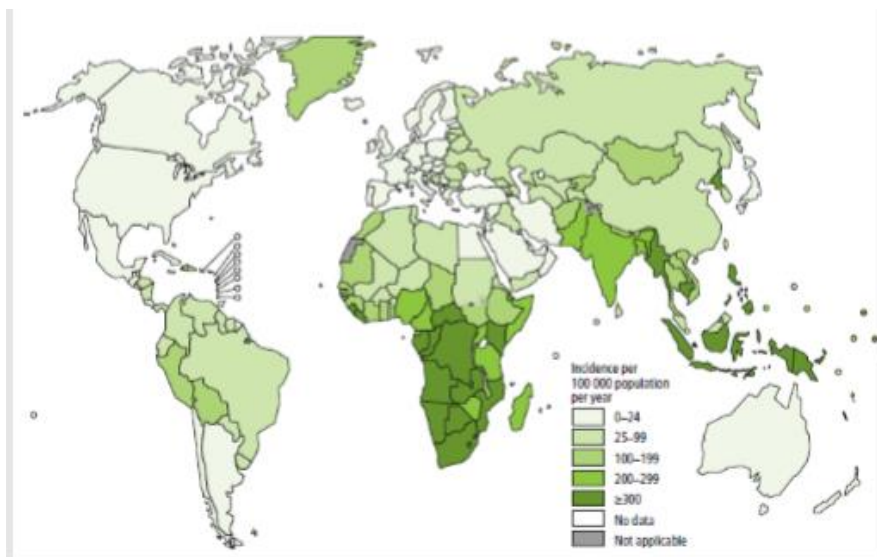 Incidence per
100 000 population
per year
0–24
25–99
100–199
200–299
≥300
No data
Not applicable